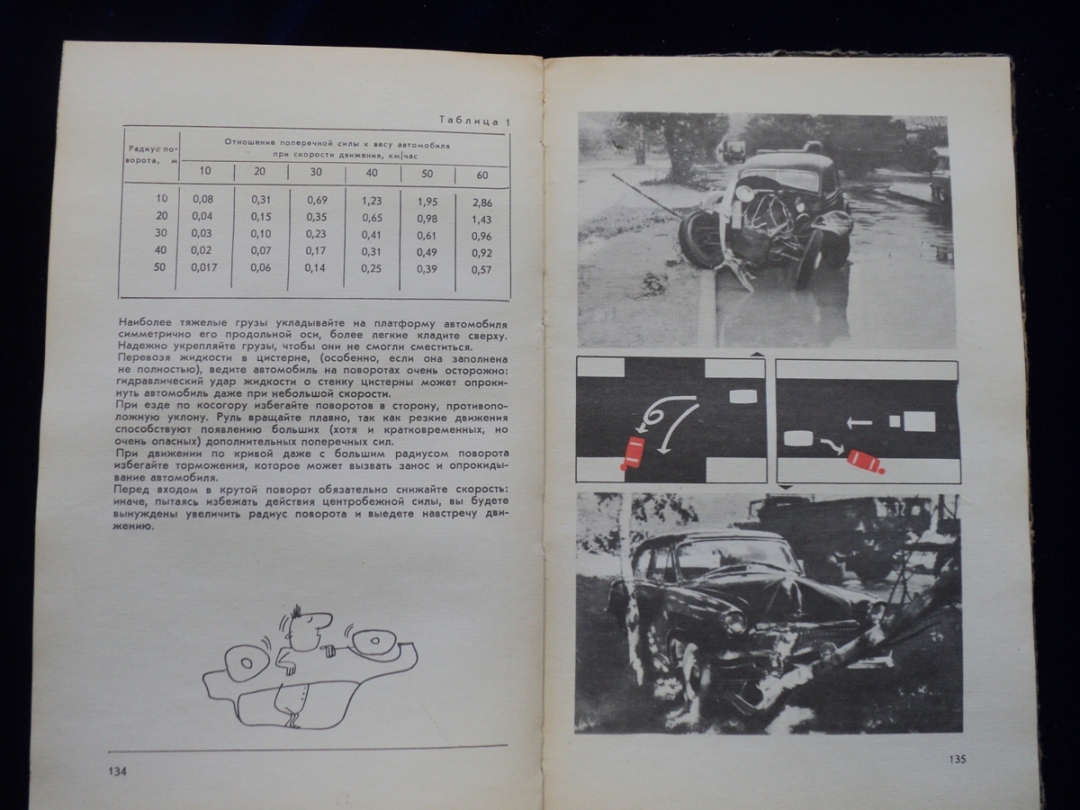 Таблица 1
Радиус по-
ворота, м
Отношение поперечной силы к весу автомобиля
при скорости движения, км/час
10 20 30 40 50 60
10 0,08 0,31 0,69 1,23 1,95 2,86
20 0,04 0,15 0,35 0,65 0,98 1,43
30 0,03 0,10 0,23 0,41 0,61 0,96
40 0,02 0,07 0,17 0,31 0,49 0,92
50 0,017 0,06 0,14 0,25 0,39 0,57
Наиболее тяжелые грузы укладывайте на платформу автомобиля
симметрично его продольной оси, более легкие кладите сверху.
Надежно укрепляйте грузы, чтобы они не смогли сместиться.
Перевозя жидкости в цистерне, (особенно, если она заполнена
не полностью), ведите автомобиль на поворотах очень осторожно:
гидравлический удар жидкости о стенку цистерны может опроки-
нуть автомобиль даже при небольшой скорости.
При езде по косогору избегайте поворотов в сторону, противопо-
ложную уклону. Руль вращайте плавно, так как резкие движения
способствуют появлению больших (хотя и кратковременных, но
очень опасных) дополнительных поперечных сил.
При движении по кривой даже с большим радиусом поворота
избегайте торможения, которое может вызвать занос и опрокиды-
вание автомобиля.
Перед входом в крутой поворот обязательно снижайте скорость:
иначе, пытаясь избежать действия центробежной силы, вы будете
вынуждены увеличить радиус поворота и выедете навстречу дви-
жению.
134
135